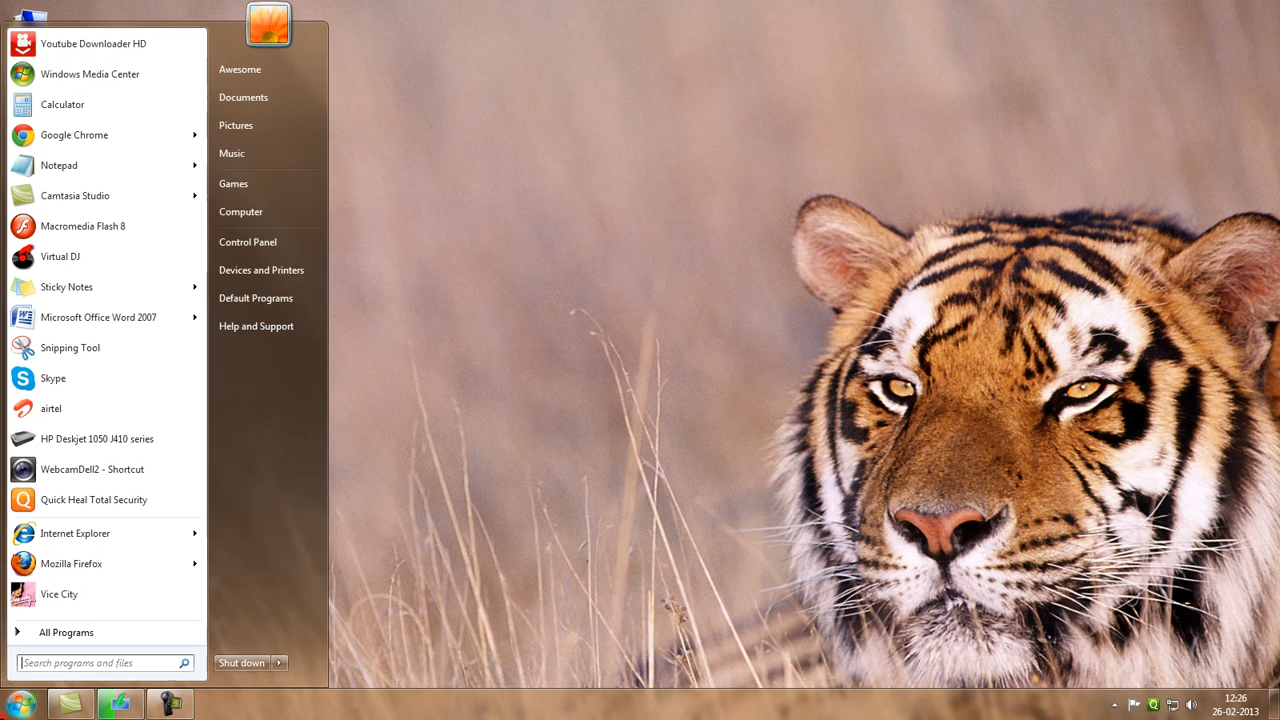 Youtube Downloader HD
Windows Media Center
Calculator
Google Chrome
Notepad
Camtasia Studio
Macromedia Flash 8
Virtual DJ
Sticky Notes
Microsoft Office Word 2007
Snipping Tool
Skype
airtel
HP Deskjet 1050 J410 series
WebcamDell2 - Shortcut
Quick Heal Total Security
Internet Explorer
Mozilla Firefox
Vice City
All Programs
Search programs and files
Awesome
Documents
Pictures
Music
Games
Computer
Control Panel
Devices and Printers
Default Programs
Help and Support
Shut down
12:26
26-02-2013